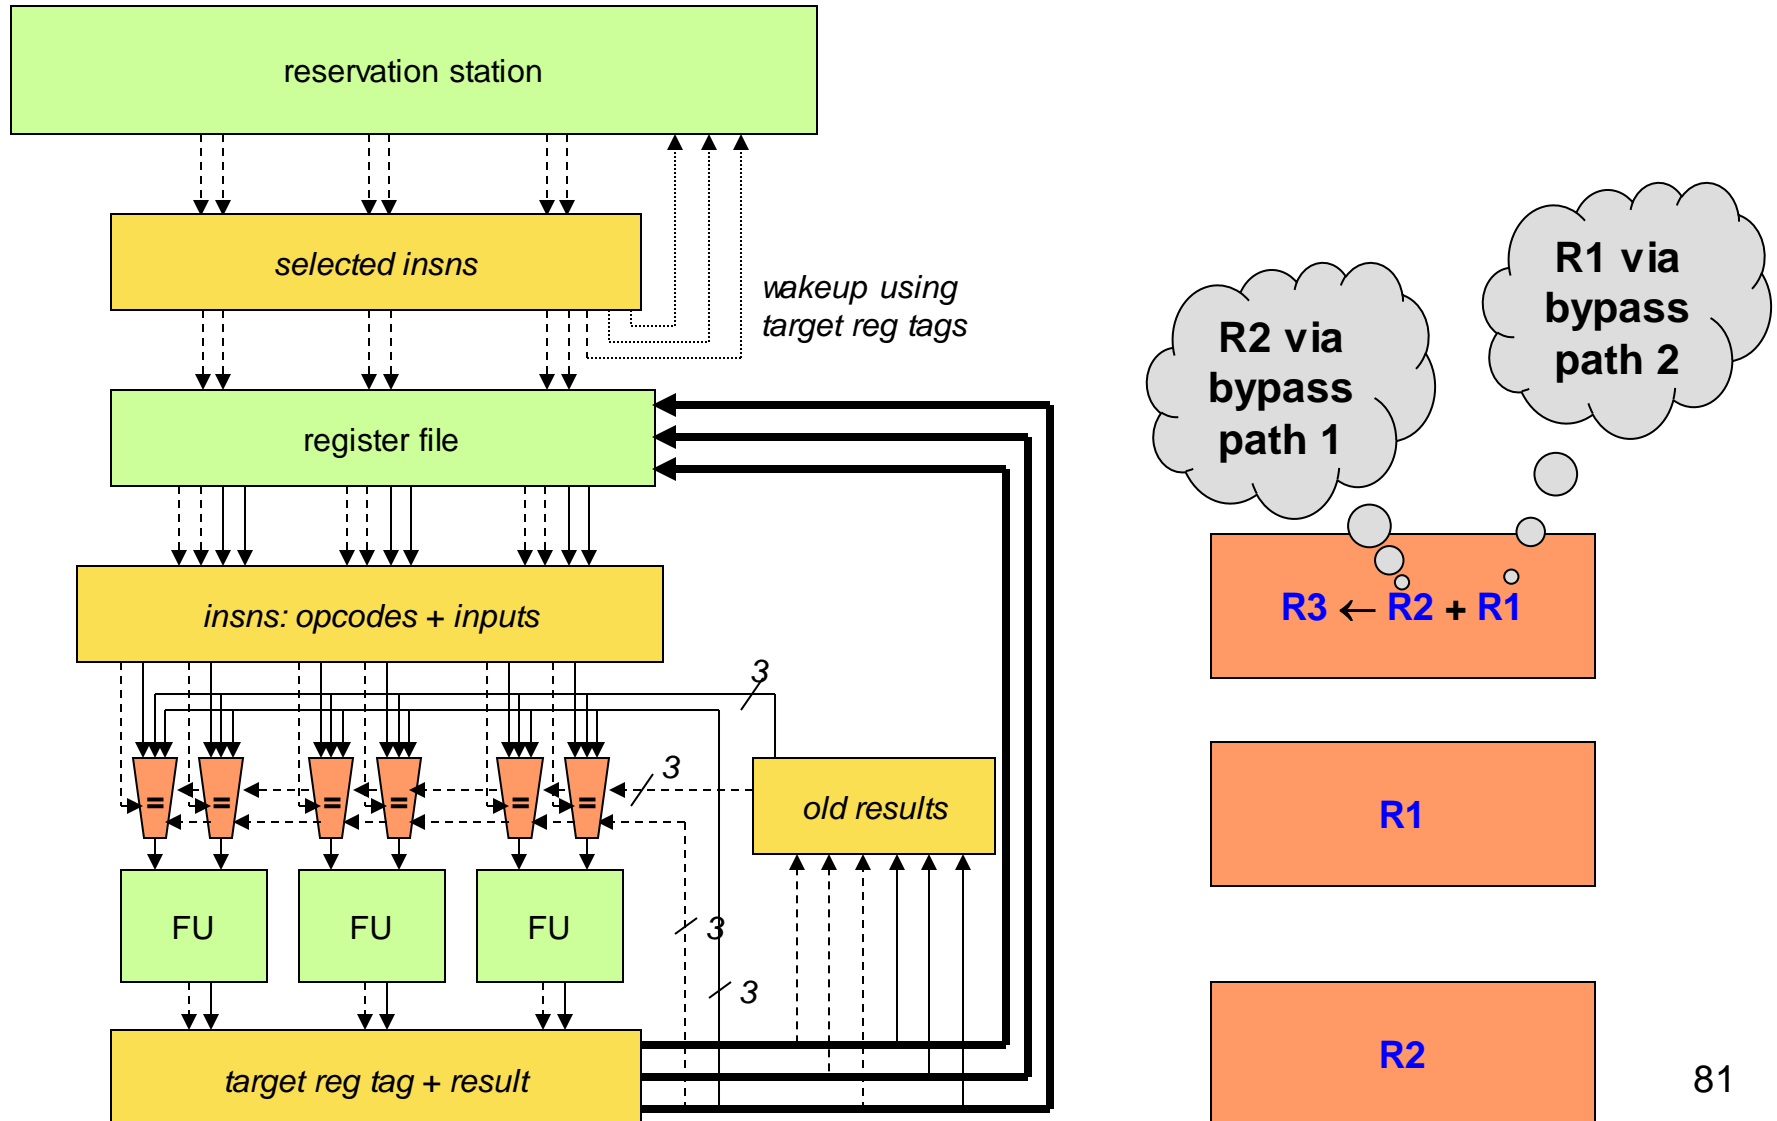 reservation station
selected insns
wakeup using
target reg tags
register file
insns: opcodes + inputs
3
3
= = = = = =
old results
FU FU FU
3
3
target reg tag + result
R2 via
bypass
path 1
R1 via
bypass
path 2
R3 ← R2 + R1
R1
R2
81